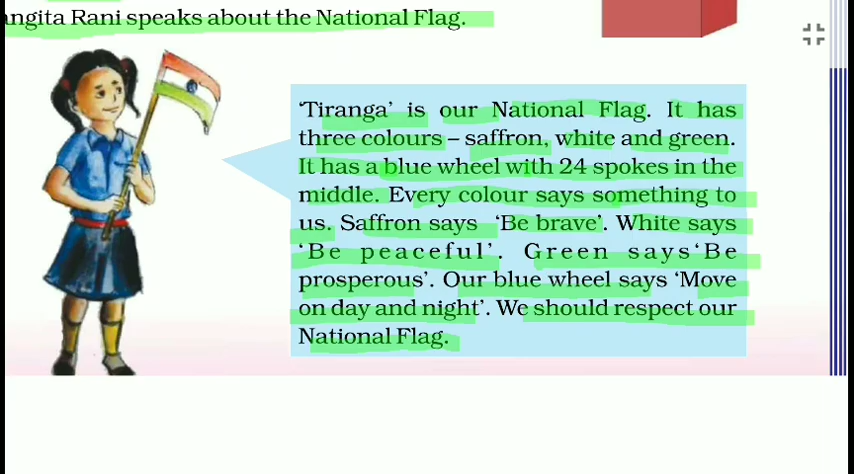 Rani speaks about the National Flag.
‘Tiranga’ is our National Flag. It has
three colours – saffron, white and green.
It has a blue wheel with 24 spokes in the
middle. Every colour says something to
us. Saffron says ‘Be brave’. White says
‘Be peaceful’. Green says‘Be
prosperous’. Our blue wheel says ‘Move
on day and night’. We should respect our
National Flag.